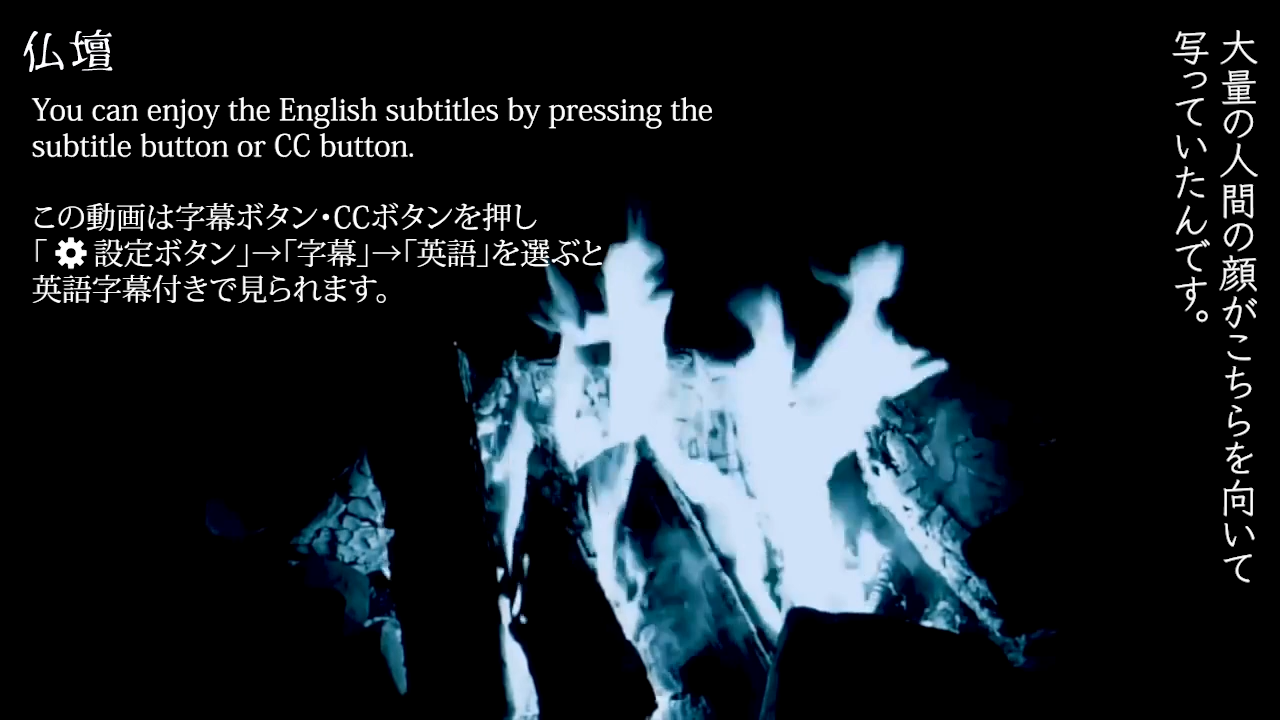 仏壇
You can enjoy the English subtitles by pressing the
subtitle button or CC button.
この動画は字幕ボタン・CCボタンを押し
「⚙設定ボタン」→「字幕」→「英語」を選ぶと
英語字幕付きで見られます。
大量の人間の顔がこちらを向いて
写っていたんです。